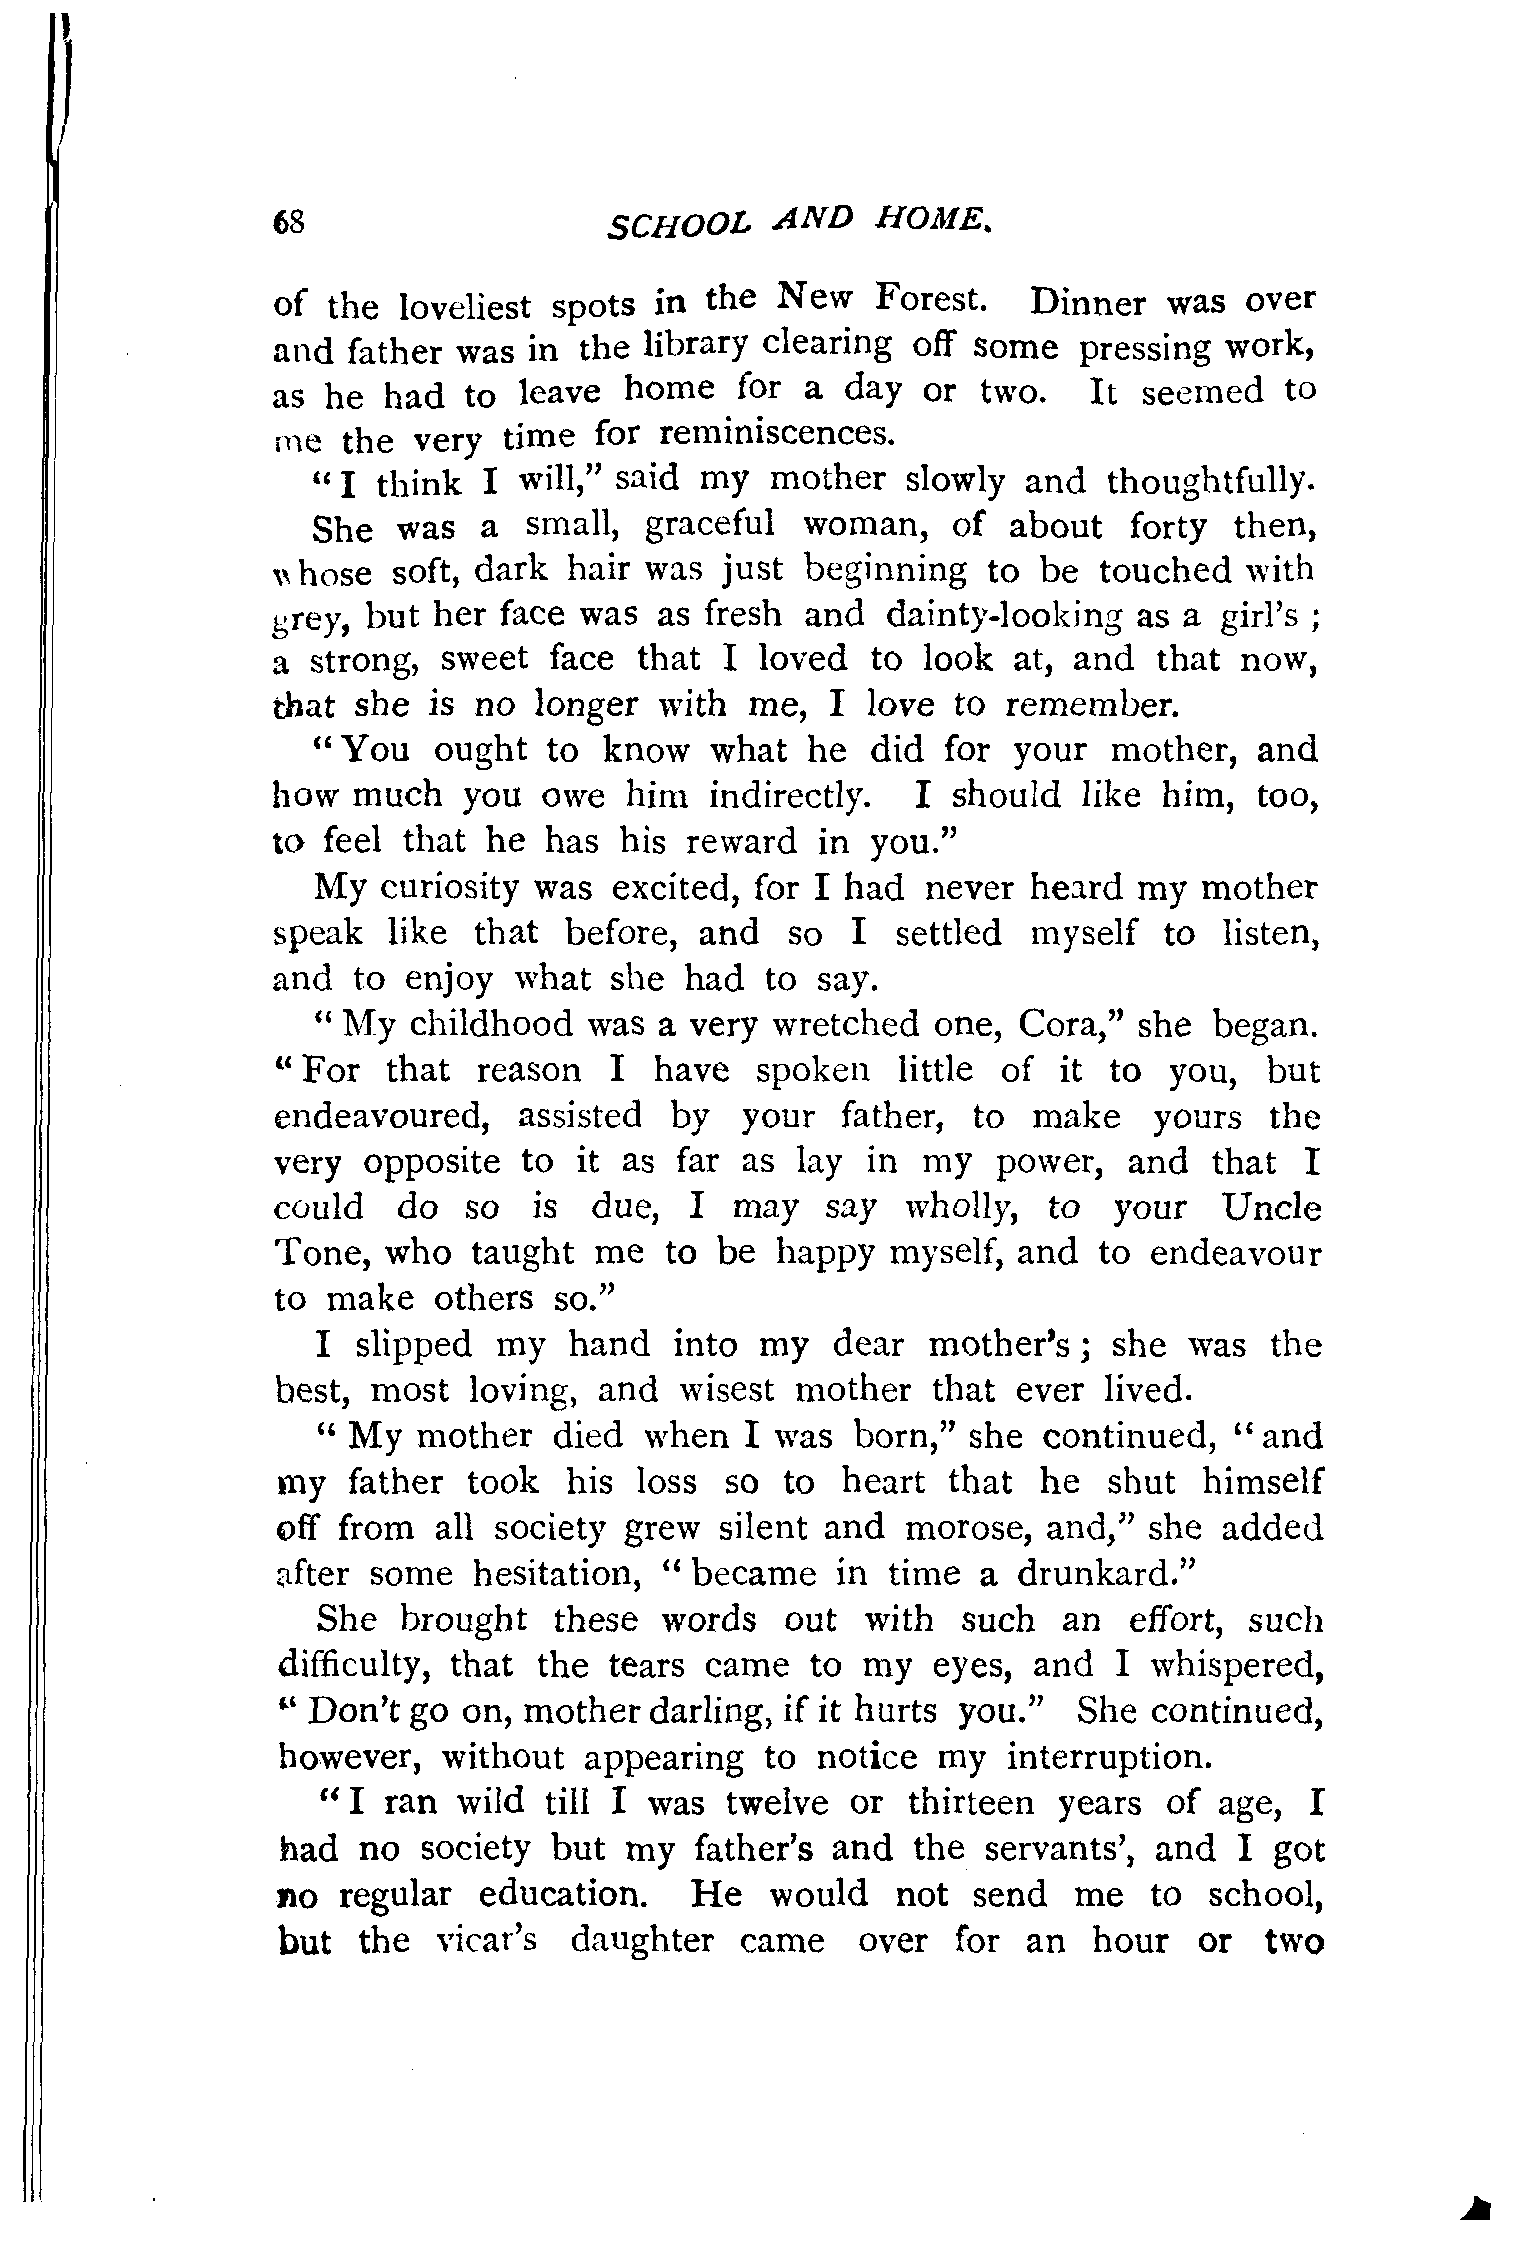 68 SCHOOL AND HOME.
of the loveliest spots in the New Forest. Dinner was over
and father was in the library clearing off some pressing work,
as he had to leave home for a day or two. It seemed to
me the very time for reminiscences.
“I think I will,” said my mother slowly and thoughtfully.
She was a small, graceful woman, of about forty then,
whose soft, dark hair was just beginning to be touched with
grey, but her face was as fresh and dainty-looking as a girl’s ;
a strong, sweet face that I loved to look at, and that now,
that she is no longer with me, I love to remember.
“You ought to know what he did for your mother, and
how much you owe him indirectly. I should like him, too,
to feel that he has his reward in you.”
My curiosity was excited, for I had never heard my mother
speak like that before, and so I settled myself to listen,
and to enjoy what she had to say.
“My childhood was a very wretched one, Cora,” she began.
“For that reason I have spoken little of it to you, but
endeavoured, assisted by your father, to make yours the
very opposite to it as far as lay in my power, and that I
could do so is due, I may say wholly, to your Uncle
Tone, who taught me to be happy myself, and to endeavour
to make others so.”
I slipped my hand into my dear mother’s ; she was the
best, most loving, and wisest mother that ever lived.
“My mother died when I was born,” she continued, “and
my father took his loss so to heart that he shut himself
off from all society grew silent and morose, and,” she added
after some hesitation, “became in time a drunkard.”
She brought these words out with such an effort, such
difficulty, that the tears came to my eyes, and I whispered,
“Don’t go on, mother darling, if it hurts you.” She continued,
however, without appearing to notice my interruption.
“I ran wild till I was twelve or thirteen years of age, I
had no society but my father’s and the servants’, and I got
no regular education. He would not send me to school,
but the vicar’s daughter came over for an hour or two